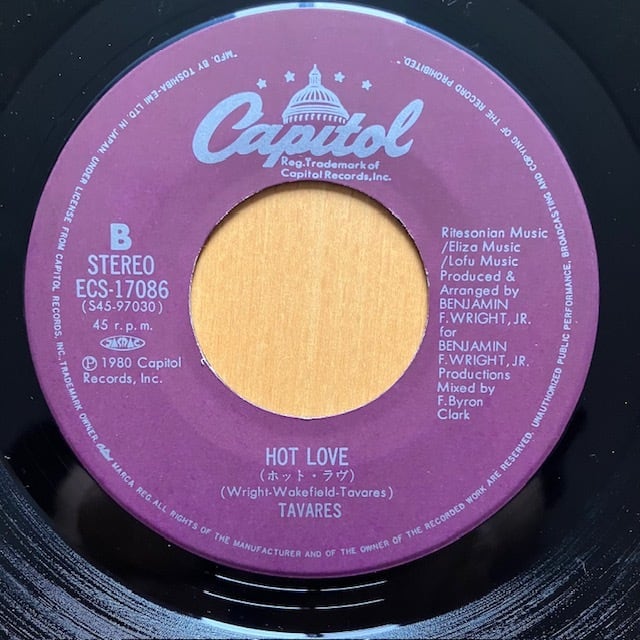 "MFD. BY TOSHIBA-EMI LTD IN JAPAN UNDER LICENSE FROM CAPITOL RECORDS, INC. TRADEMARK OWNER. Capitol MARCA REG ALL RIGHTS OF THE MANUFACTURER AND OF THE OWNER OF THE RECORDED WORK ARE RESERVED. UNAUTHORIZED PUBLIC PERFORMANCE, BROADCASTING AND COPYING OF THE RECORD PROHIBITED."
Capitol
Reg.Trademark of
Capitol Records,Inc.
B
STEREO
ECS-17086
(S45-97030)
45 r.p.m.
JASRAC
Ⓟ 1980 Capitol
Records, Inc.
Ritesonian Music
/Eliza Music
/Lofu Music
Produced &
Arranged by
BENJAMIN
F.WRIGHT,JR.
for
BENJAMIN
F.WRIGHT,JR.
Productions
Mixed by
F.Byron
Clark
HOT LOVE
(ホット・ラヴ)
(Wright-Wakefield-Tavares)
TAVARES